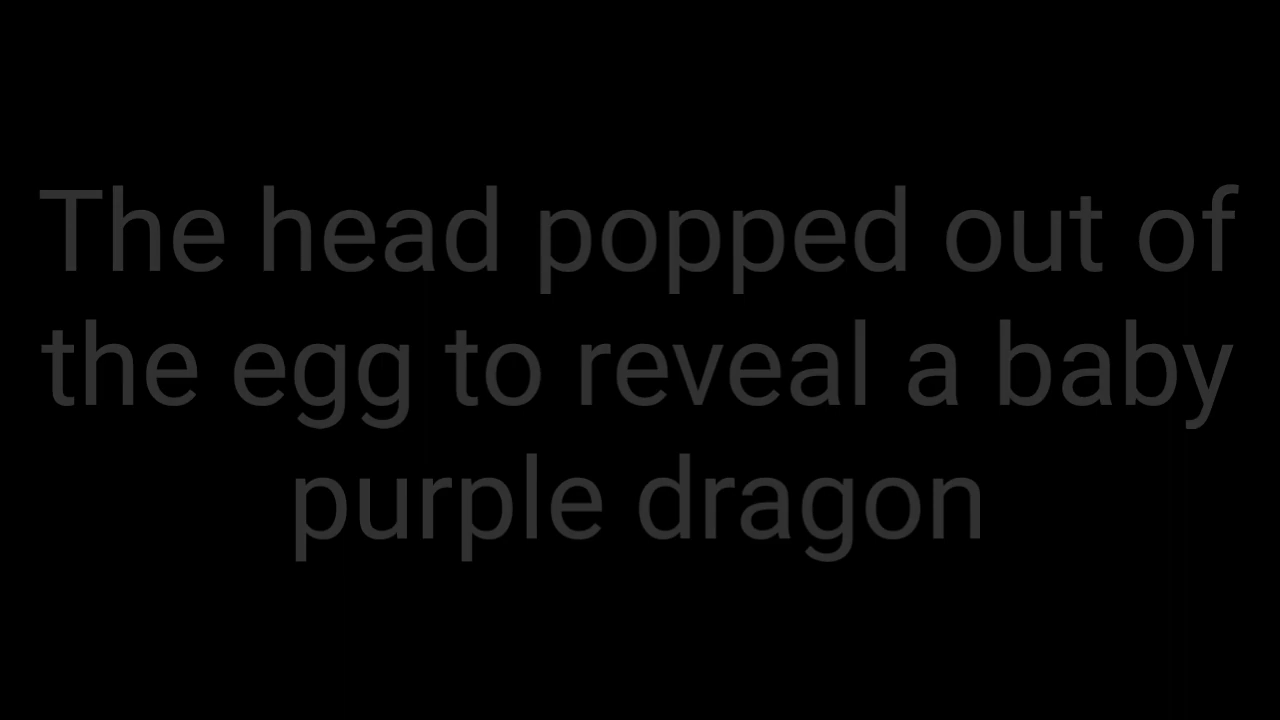 The head popped out of
the egg to reveal a baby
purple dragon